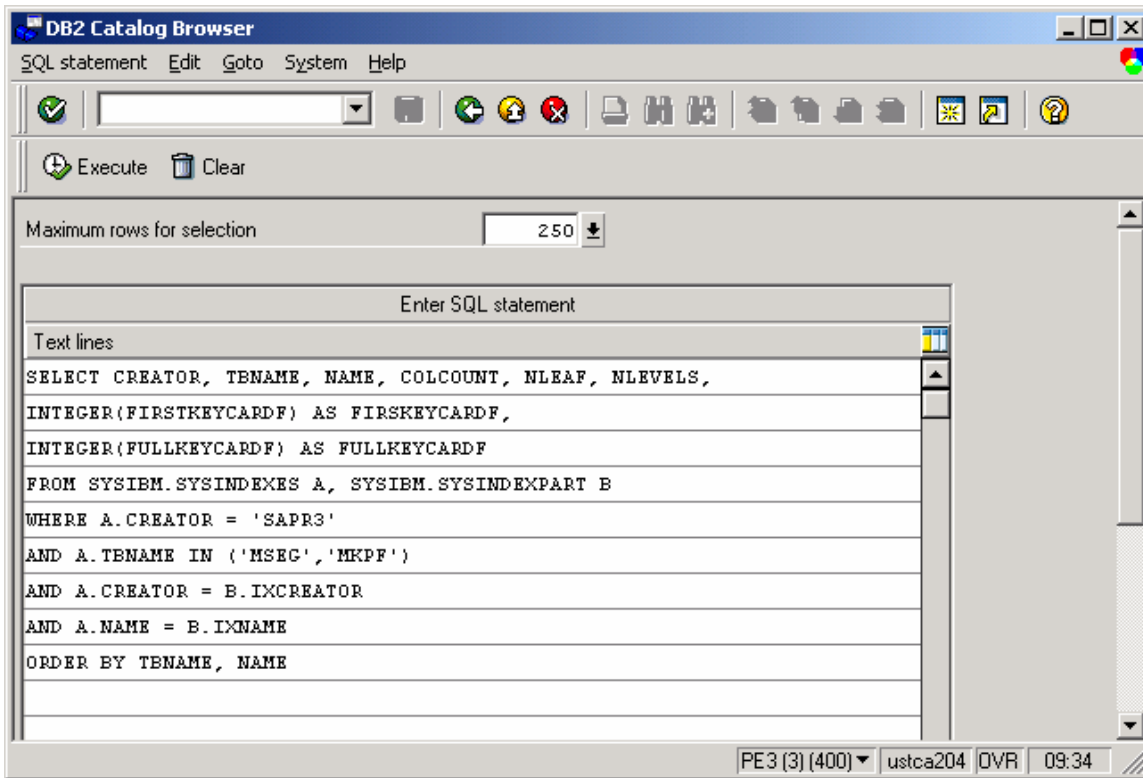 DB2 Catalog Browser
SQL statement Edit Goto System Help
Execute Clear
Maximum rows for selection 250
Enter SQL statement
Text lines
SELECT CREATOR, TBNAME, NAME, COLCOUNT, NLEAF, NLEVELS,
INTEGER(FIRSTKEYCARDF) AS FIRSKEYCARDF,
INTEGER(FULLKEYCARDF) AS FULLKEYCARDF
FROM SYSIBM.SYSINDEXES A, SYSIBM.SYSINDEXPART B
WHERE A.CREATOR = 'SAPR3'
AND A.TBNAME IN ('MSEG','MKPF')
AND A.CREATOR = B.IXCREATOR
AND A.NAME = B.IXNAME
ORDER BY TBNAME, NAME
PE3 (3) (400) ustca204 OVR 09:34